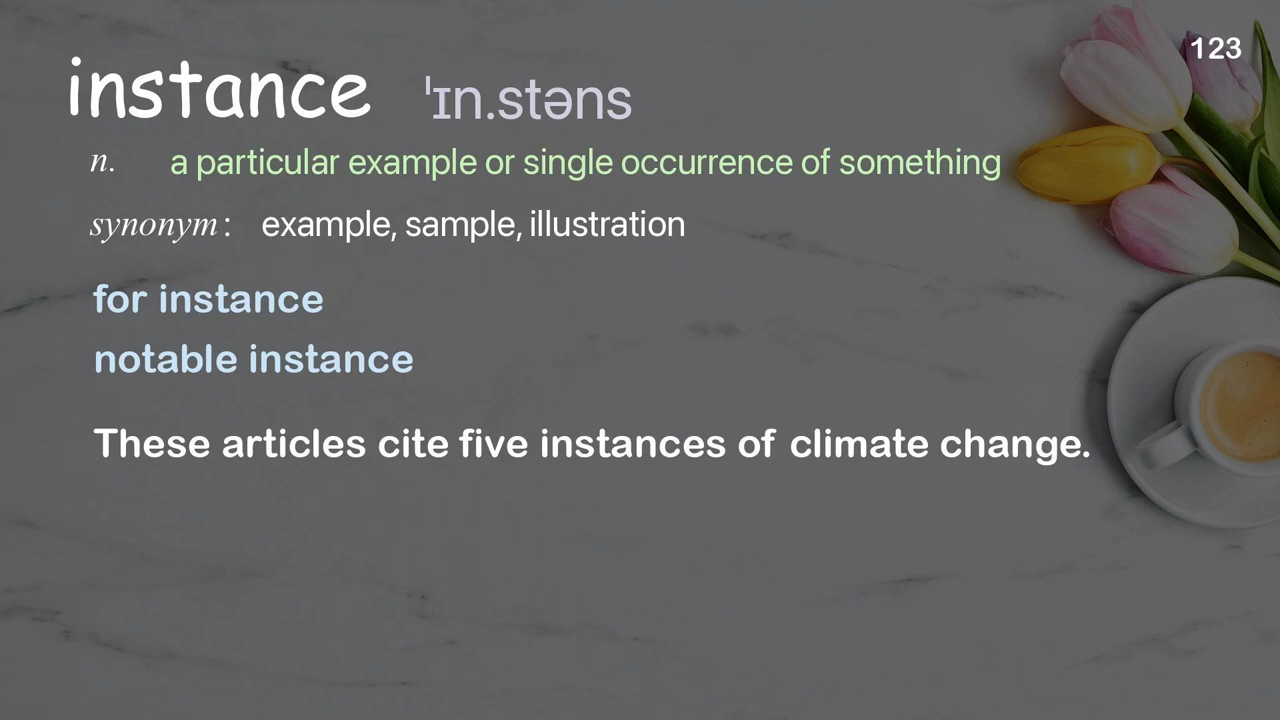 123
instance ˈɪn.stəns
n. a particular example or single occurrence of something
synonym: example, sample, illustration
for instance
notable instance
These articles cite five instances of climate change.